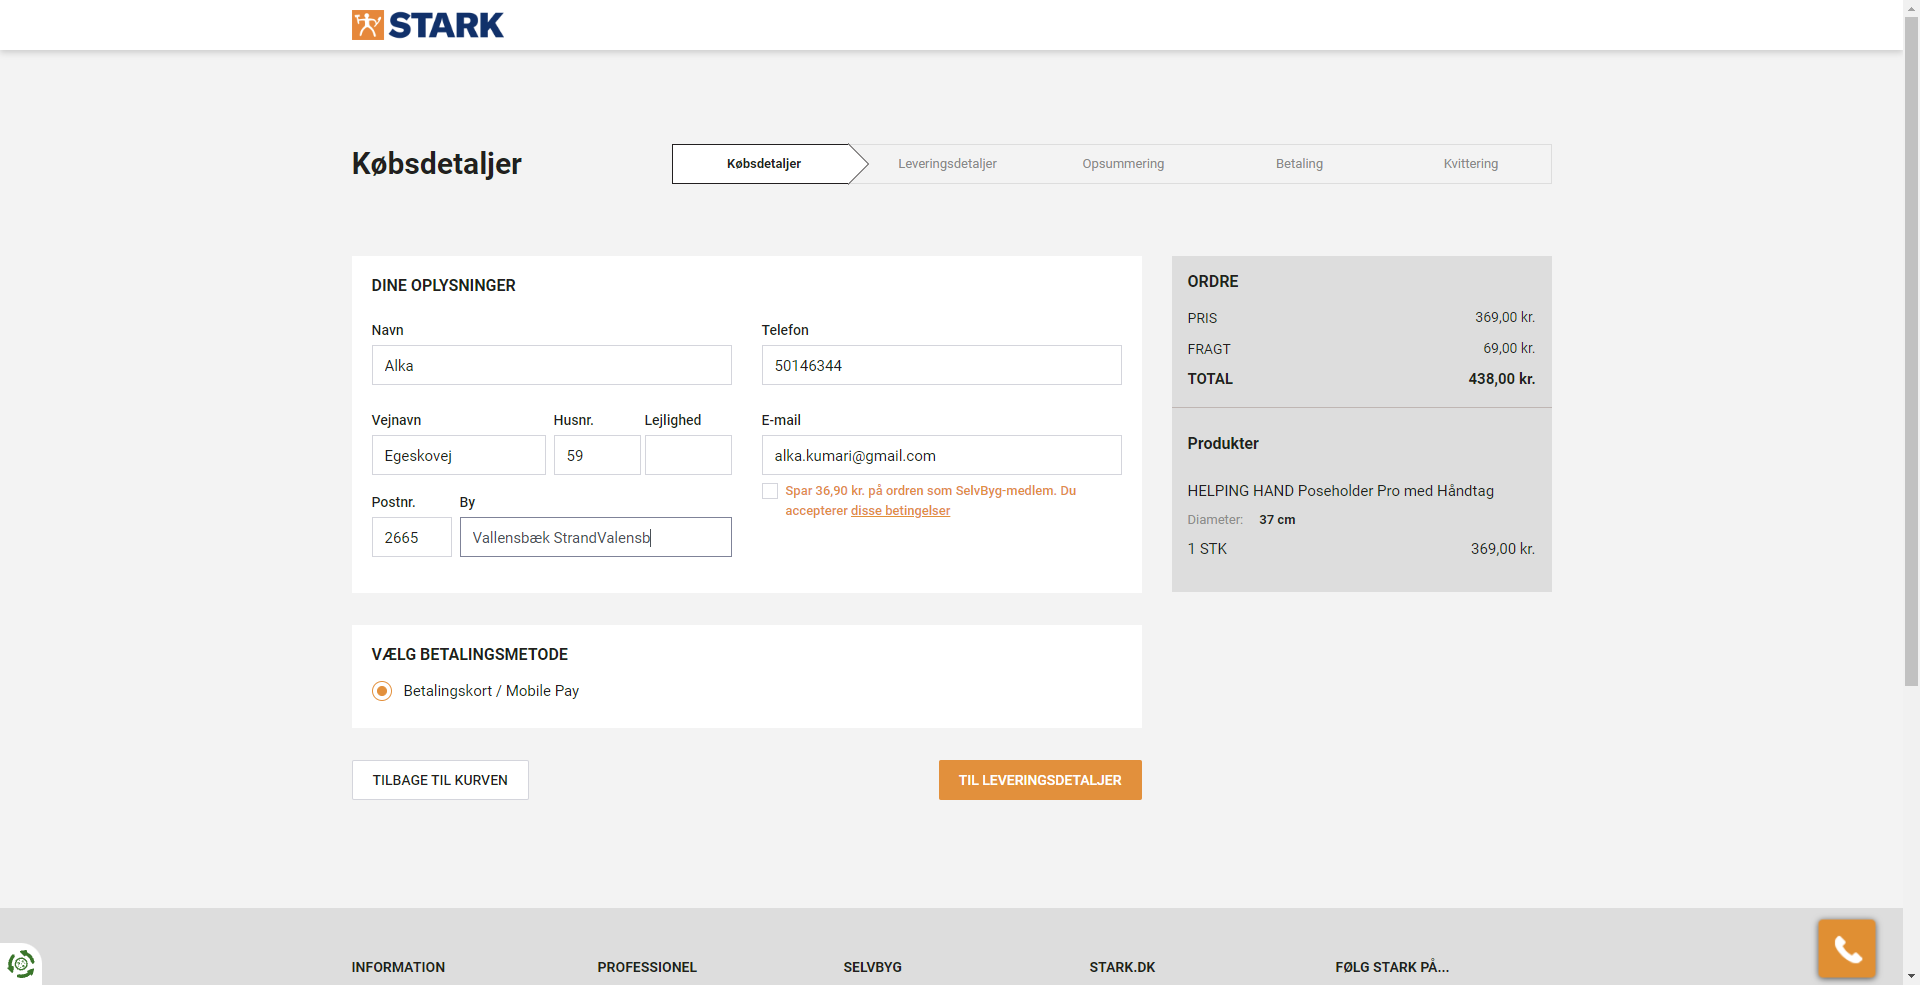 STARK
Købsdetaljer
Købsdetaljer
Leveringsdetaljer
Opsummering
Betaling
Kvittering
DINE OPLYSNINGER
Navn
Alka
Telefon
50146344
Vejnavn
Husnr.
Lejlighed
Egeskovej
59
E-mail
alka.kumari@gmail.com
Spar 36,90 kr. på ordren som SelvByg-medlem. Du
accepterer disse betingelser
Postnr.
By
2665
Vallensbæk StrandValensb
VÆLG BETALINGSMETODE
Betalingskort / Mobile Pay
TILBAGE TIL KURVEN
TIL LEVERINGSDETALJER
ORDRE
PRIS 369,00 kr.
FRAGT 69,00 kr.
TOTAL 438,00 kr.
Produkter
HELPING HAND Poseholder Pro med Håndtag
Diameter: 37 cm
1 STK 369,00 kr.
INFORMATION
PROFESSIONEL
SELVBYG
STARK.DK
FØLG STARK PÅ...